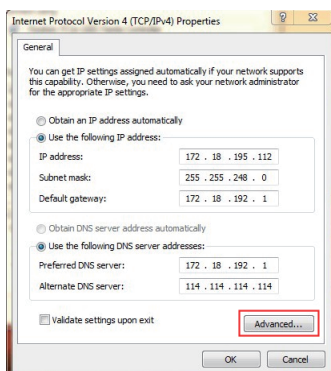 Internet Protocol Version 4 (TCP/IPv4) Properties
General
You can get IP settings assigned automatically if your network supports
this capability. Otherwise, you need to ask your network administrator
for the appropriate IP settings.
Obtain an IP address automatically
Use the following IP address:
IP address: 172 . 18 . 195 . 112
Subnet mask: 255 . 255 . 248 . 0
Default gateway: 172 . 18 . 192 . 1
Obtain DNS server address automatically
Use the following DNS server addresses:
Preferred DNS server: 172 . 18 . 192 . 1
Alternate DNS server: 114 . 114 . 114 . 114
Validate settings upon exit
Advanced...
OK Cancel